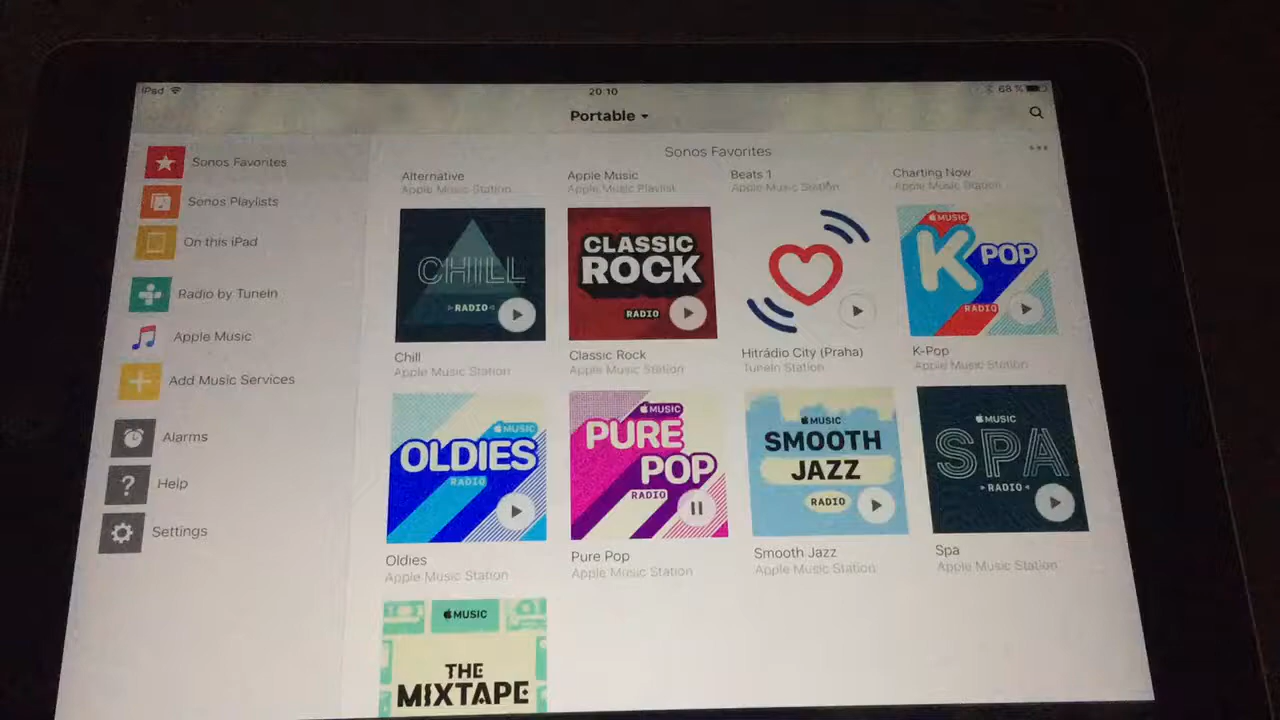 iPad
20:10
68 %
Portable
Sonos Favorites
Sonos Playlists
On this iPad
Radio by TuneIn
Apple Music
Add Music Services
Alarms
Help
Settings
Sonos Favorites
Alternative
Apple Music Station
Apple Music
Apple Music Playlist
Beats 1
Apple Music Station
Charting Now
Apple Music Station
CHILL
RADIO
Chill
Apple Music Station
CLASSIC
ROCK
RADIO
Classic Rock
Apple Music Station
Hitrádio City (Praha)
TuneIn Station
MUSIC
K POP
RADIO
K-Pop
Apple Music Station
MUSIC
OLDIES
RADIO
Oldies
Apple Music Station
MUSIC
PURE
POP
RADIO
Pure Pop
Apple Music Station
MUSIC
SMOOTH
JAZZ
RADIO
Smooth Jazz
Apple Music Station
MUSIC
SPA
RADIO
Spa
Apple Music Station
MUSIC
THE
MIXTAPE